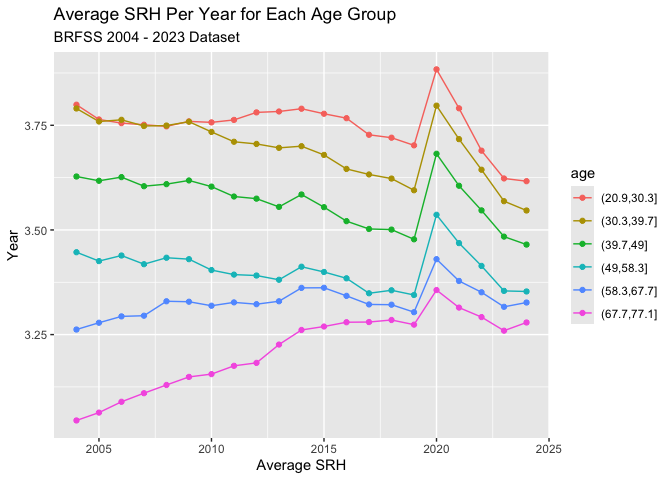 Average SRH Per Year for Each Age Group
BRFSS 2004 - 2023 Dataset
3.75
3.50
3.25
Year
2005
2010
2015
2020
2025
Average SRH
age
(20.9,30.3]
(30.3,39.7]
(39.7,49]
(49,58.3]
(58.3,67.7]
(67.7,77.1]